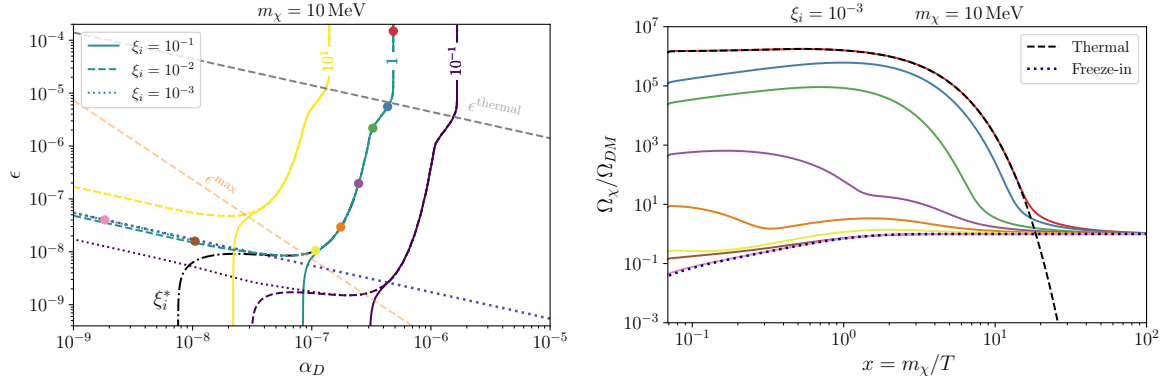 m_χ = 10 MeV
ξ_i = 10^{-1}
ξ_i = 10^{-2}
ξ_i = 10^{-3}
10^1
1
10^{-1}
ϵ^{thermal}
ϵ^{max}
ξ_i^*
10^{-4}
10^{-5}
10^{-6}
10^{-7}
10^{-8}
10^{-9}
ϵ
10^{-9}
10^{-8}
10^{-7}
10^{-6}
10^{-5}
α_D
ξ_i = 10^{-3} m_χ = 10 MeV
Thermal
Freeze-in
10^7
10^5
10^3
10^1
10^{-1}
10^{-3}
Ω_χ/Ω_{DM}
10^{-1}
10^0
10^1
10^2
x = m_χ/T